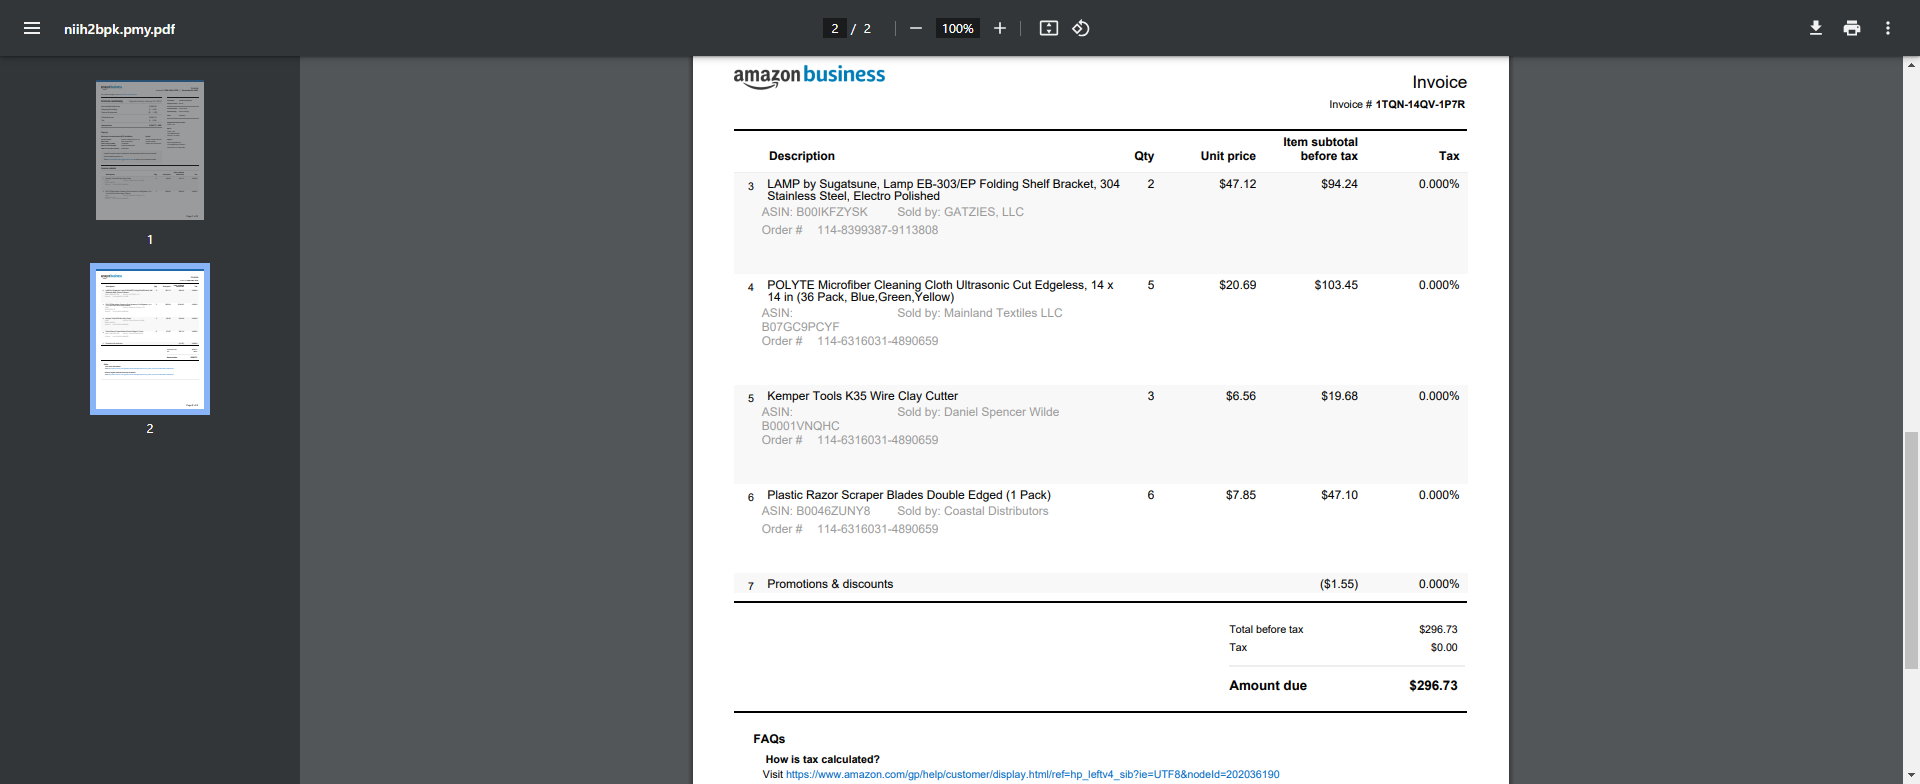 niih2bpk.pmy.pdf
2 / 2
100%
1
2
amazon business
Invoice
Invoice # 1TQN-14QV-1P7R
Description Qty Unit price Item subtotal before tax Tax
3 LAMP by Sugatsune, Lamp EB-303/EP Folding Shelf Bracket, 304 2 $47.12 $94.24 0.000%
Stainless Steel, Electro Polished
ASIN: B00IKFZYSK Sold by: GATZIES, LLC
Order # 114-8399387-9113808
4 POLYTE Microfiber Cleaning Cloth Ultrasonic Cut Edgeless, 14 x 5 $20.69 $103.45 0.000%
14 in (36 Pack, Blue,Green,Yellow)
ASIN: Sold by: Mainland Textiles LLC
B07GC9PCYF
Order # 114-6316031-4890659
5 Kemper Tools K35 Wire Clay Cutter 3 $6.56 $19.68 0.000%
ASIN: Sold by: Daniel Spencer Wilde
B0001VNQHC
Order # 114-6316031-4890659
6 Plastic Razor Scraper Blades Double Edged (1 Pack) 6 $7.85 $47.10 0.000%
ASIN: B0046ZUNY8 Sold by: Coastal Distributors
Order # 114-6316031-4890659
7 Promotions & discounts ($1.55) 0.000%
Total before tax $296.73
Tax $0.00
Amount due $296.73
FAQs
How is tax calculated?
Visit https://www.amazon.com/gp/help/customer/display.html/ref=hp_leftv4_sib?ie=UTF8&nodeId=202036190